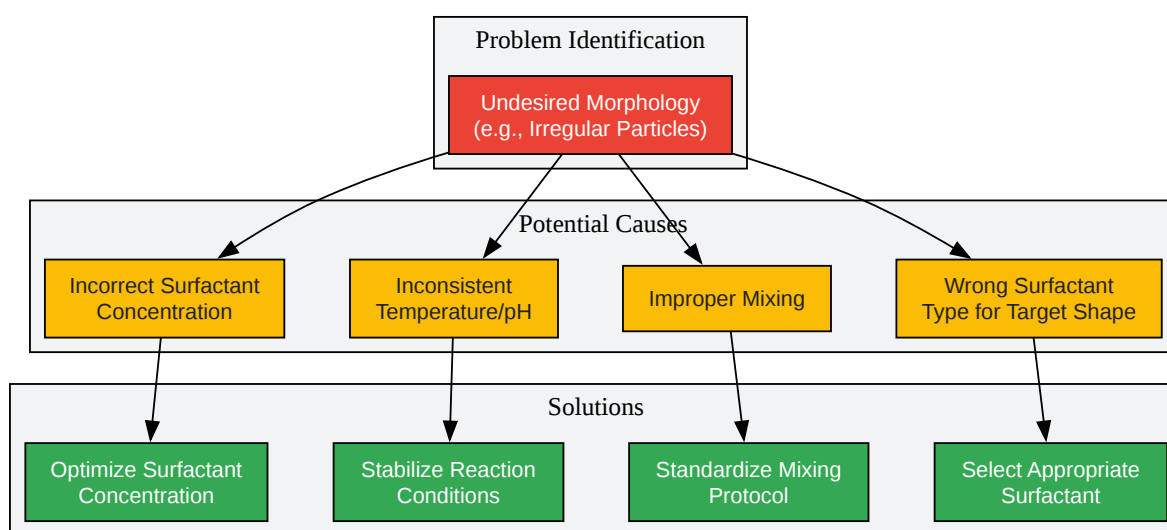 Problem Identification
Undesired Morphology
(e.g., Irregular Particles)
Potential Causes
Incorrect Surfactant
Concentration
Inconsistent
Temperature/pH
Improper Mixing
Wrong Surfactant
Type for Target Shape
Solutions
Optimize Surfactant
Concentration
Stabilize Reaction
Conditions
Standardize Mixing
Protocol
Select Appropriate
Surfactant